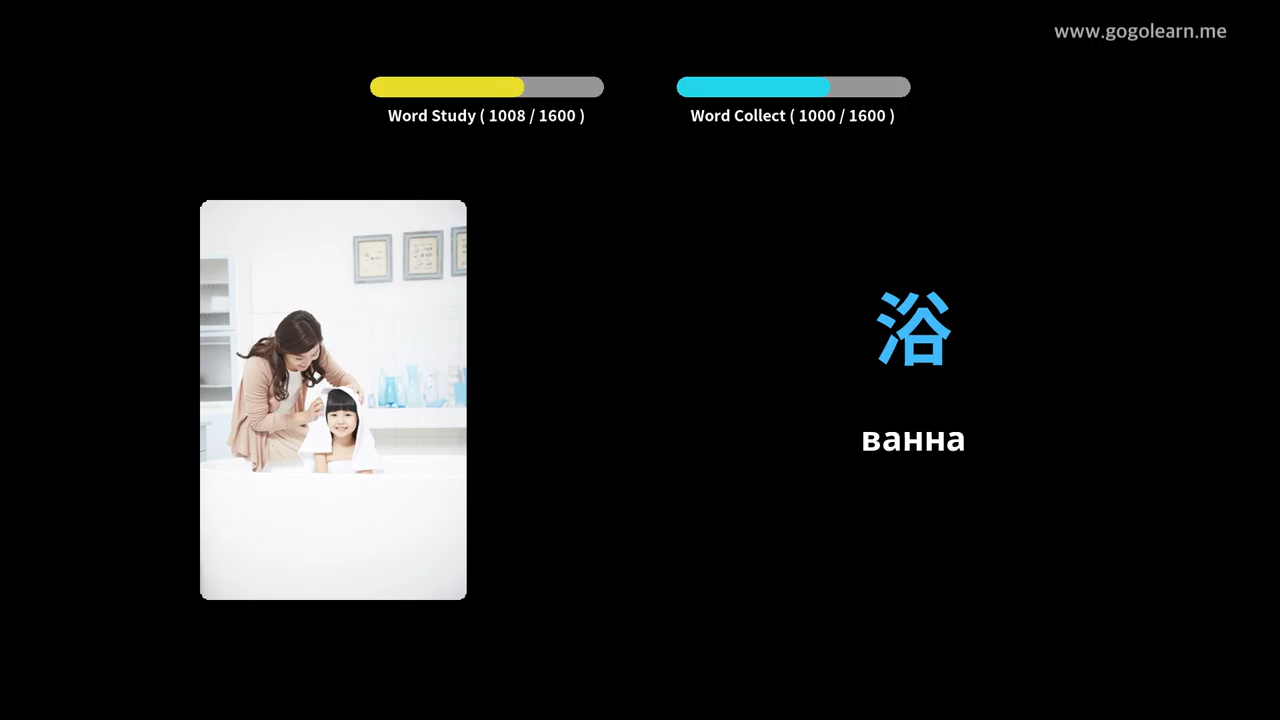 www.gogolearn.me
Word Study ( 1008 / 1600 )
Word Collect ( 1000 / 1600 )
浴
ванна